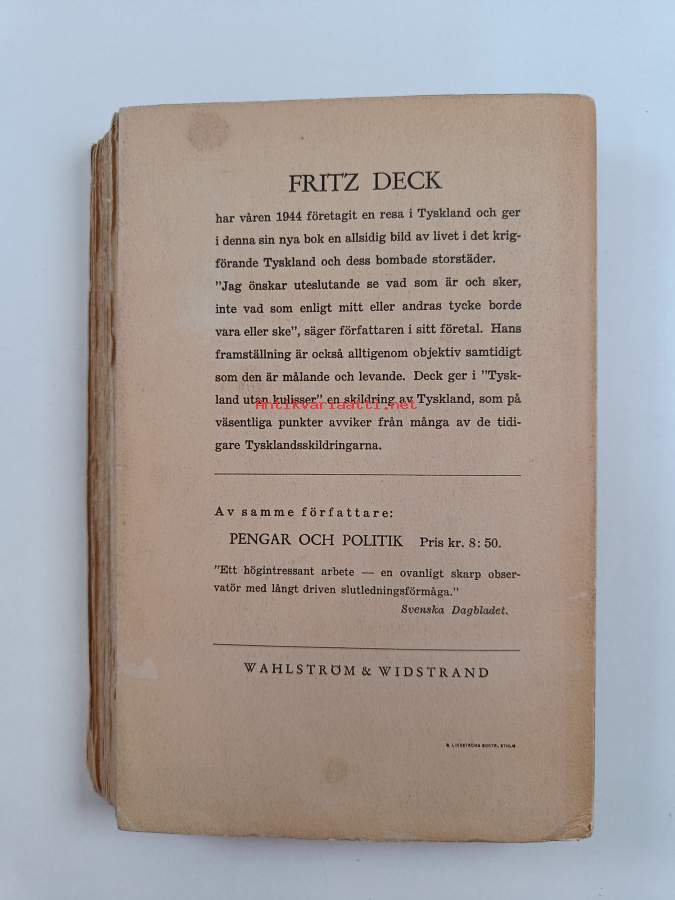 FRITZ DECK
har våren 1944 företagit en resa i Tyskland och ger
i denna sin nya bok en allsidig bild av livet i det krig-
förande Tyskland och dess bombade storstäder.
"Jag önskar uteslutande se vad som är och sker,
inte vad som enligt mitt eller andras tycke borde
vara eller ske", säger författaren i sitt företal. Hans
framställning är också alltigenom objektiv samtidigt
som den är målande och levande. Deck ger i "Tysk-
land utan kulisser" en skildring av Tyskland, som på
Antikvariaatti.net
väsentliga punkter avviker från många av de tidi-
gare Tysklandsskildringarna.
Av samme författare:
PENGAR OCH POLITIK Pris kr. 8:50.
"Ett högintressant arbete — en ovanligt skarp obser-
vatör med långt driven slutledningsförmåga."
Svenska Dagbladet.
WAHLSTRÖM & WIDSTRAND
B. LINDSTRÖMS BOKTR. STHLM